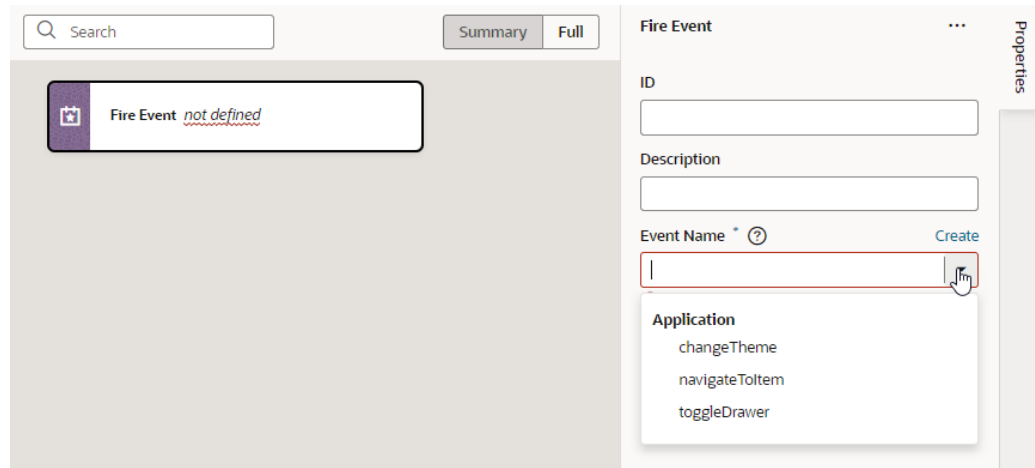 Search
Summary Full
Fire Event not defined
Fire Event ...
Properties
ID
Description
Event Name * ?
Create
Application
changeTheme
navigateToItem
toggleDrawer